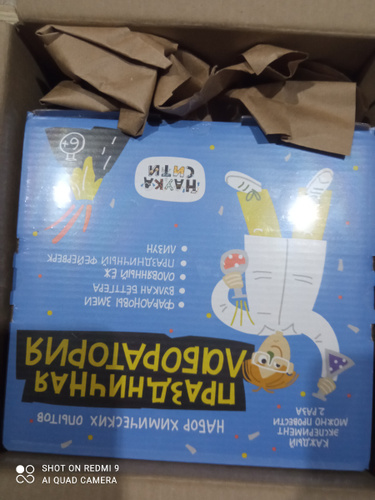 НАБОР ХИМИЧЕСКИХ ОПЫТОВ
ПРАЗДНИЧНАЯ
ЛАБОРАТОРИЯ
КАЖДЫЙ
ЭКСПЕРИМЕНТ
МОЖНО ПРОВЕСТИ
2 РАЗА
• ФАРАОНОВЫ ЗМЕИ
• ВУЛКАН БЕТТГЕРА
• ОЛОВЯННЫЙ ЁЖ
• ПРАЗДНИЧНЫЙ ФЕЙЕРВЕРК
• ЛИЗУН
НАУКА
СИТИ
6+
SHOT ON REDMI 9
AI QUAD CAMERA